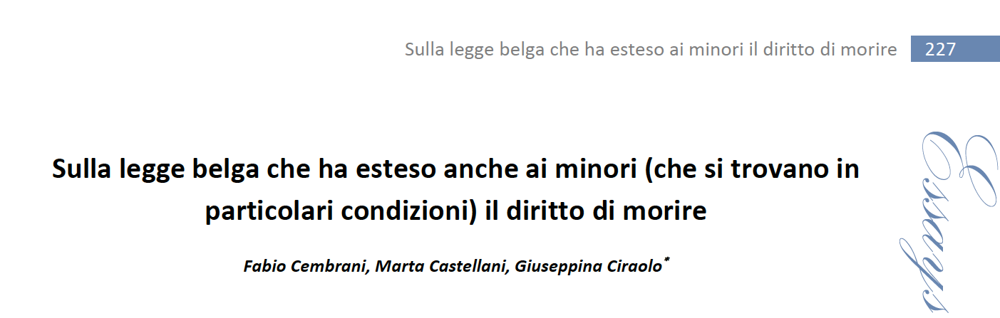 Sulla legge belga che ha esteso ai minori il diritto di morire 227
Sulla legge belga che ha esteso anche ai minori (che si trovano in
particolari condizioni) il diritto di morire
Fabio Cembrani, Marta Castellani, Giuseppina Ciraolo*
Essays